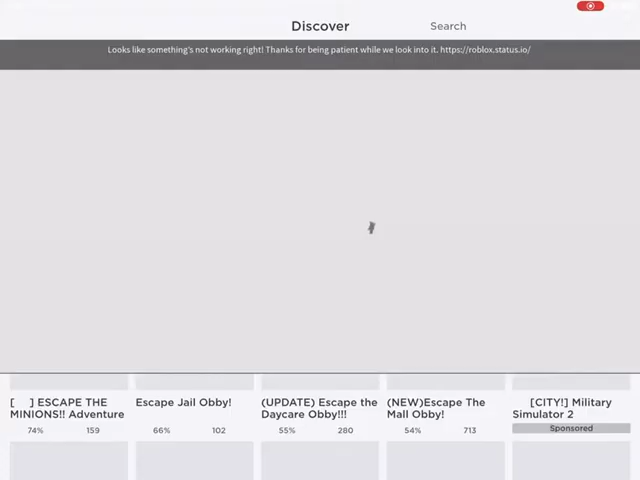 Discover
Search
Looks like something's not working right! Thanks for being patient while we look into it. https://roblox.status.io/
[ ] ESCAPE THE
MINIONS!! Adventure
74% 159
Escape Jail Obby!
66% 102
(UPDATE) Escape the
Daycare Obby!!!
55% 280
(NEW)Escape The
Mall Obby!
54% 713
[CITY!] Military
Simulator 2
Sponsored